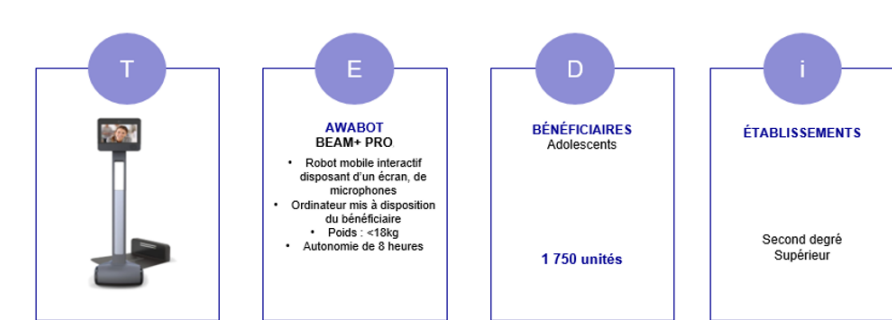 T
E
D
i
AWABOT
BEAM+ PRO
• Robot mobile interactif
disposant d'un écran, de
microphones
• Ordinateur mis à disposition
du bénéficiaire
• Poids : <18kg
• Autonomie de 8 heures
BÉNÉFICIAIRES
Adolescents
1 750 unités
ÉTABLISSEMENTS
Second degré
Supérieur